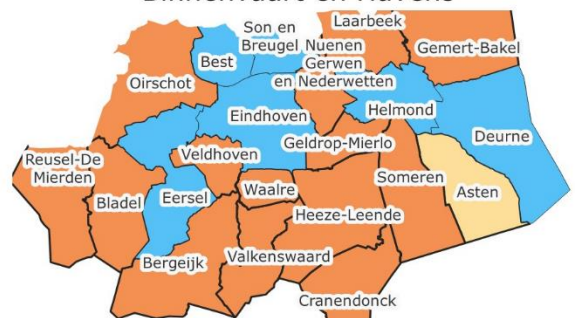 Binnenvaart en Havens
Laarbeek
Son en
Breugel Nuenen
Gemert-Bakel
Best
Gerwen
Oirschot
en Nederwetten
Helmond
Eindhoven
Deurne
Reusel-De
Mierden
Veldhoven
Geldrop-Mierlo
Someren
Eersel
Waalre
Asten
Bladel
Heeze-Leende
Bergeijk
Valkenswaard
Cranendonck